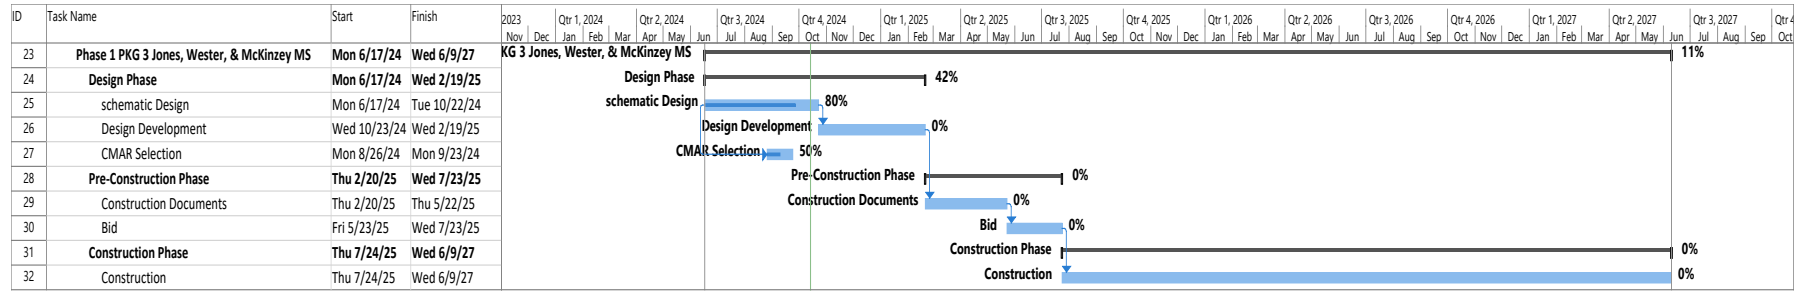 ID Task Name Start Finish 2023 Qtr 1, 2024 Qtr 2, 2024 Qtr 3, 2024 Qtr 4, 2024 Qtr 1, 2025 Qtr 2, 2025 Qtr 3, 2025 Qtr 4, 2025 Qtr 1, 2026 Qtr 2, 2026 Qtr 3, 2026 Qtr 4, 2026 Qtr 1, 2027 Qtr 2, 2027 Qtr 3, 2027 Qtr 4
Nov Dec Jan Feb Mar Apr May Jun Jul Aug Sep Oct Nov Dec Jan Feb Mar Apr May Jun Jul Aug Sep Oct Nov Dec Jan Feb Mar Apr May Jun Jul Aug Sep Oct Nov Dec Jan Feb Mar Apr May Jun Jul Aug Sep Oct
23 Phase 1 PKG 3 Jones, Wester, & McKinzey MS Mon 6/17/24 Wed 6/9/27 KG 3 Jones, Wester, & McKinzey MS 11%
24 Design Phase Mon 6/17/24 Wed 2/19/25 Design Phase 42%
25 schematic Design Mon 6/17/24 Tue 10/22/24 schematic Design 80%
26 Design Development Wed 10/23/24 Wed 2/19/25 Design Development 0%
27 CMAR Selection Mon 8/26/24 Mon 9/23/24 CMAR Selection 50%
28 Pre-Construction Phase Thu 2/20/25 Wed 7/23/25 Pre-Construction Phase 0%
29 Construction Documents Thu 2/20/25 Thu 5/22/25 Construction Documents 0%
30 Bid Fri 5/23/25 Wed 7/23/25 Bid 0%
31 Construction Phase Thu 7/24/25 Wed 6/9/27 Construction Phase 0%
32 Construction Thu 7/24/25 Wed 6/9/27 Construction 0%